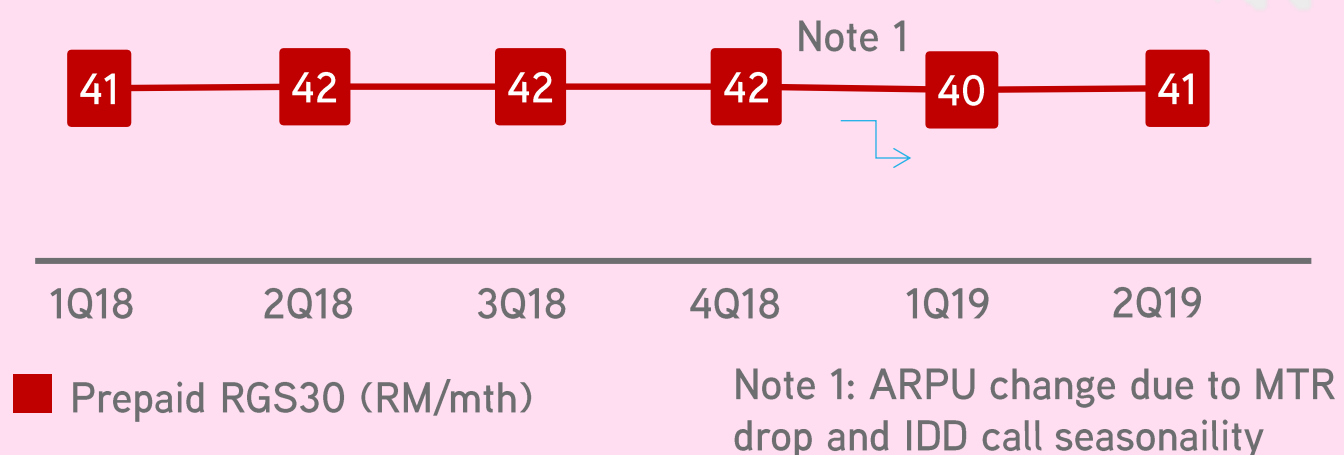 Note 1
41 42 42 42 40 41
1Q18 2Q18 3Q18 4Q18 1Q19 2Q19
Prepaid RGS30 (RM/mth)
Note 1: ARPU change due to MTR
drop and IDD call seasonaility